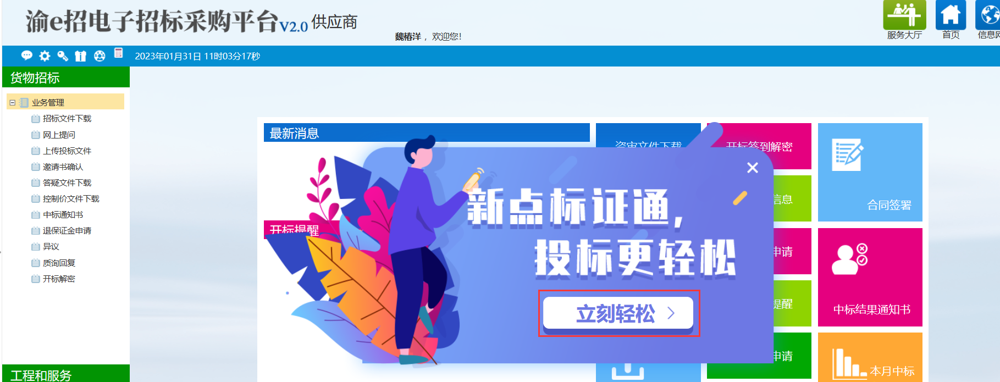 渝e招电子招标采购平台V2.0 供应商
魏椿洋，欢迎您！
服务大厅
首页
信息网
2023年01月31日 11时03分17秒
货物招标
业务管理
招标文件下载
网上提问
上传投标文件
邀请书确认
答疑文件下载
控制价文件下载
中标通知书
退保证金申请
异议
质询回复
开标解密
工程和服务
最新消息
开标提醒
资审文件下载
开标签到解密
信息
申请
提醒
申请
合同签署
中标结果通知书
本月中标
新点标证通,
投标更轻松
立刻轻松